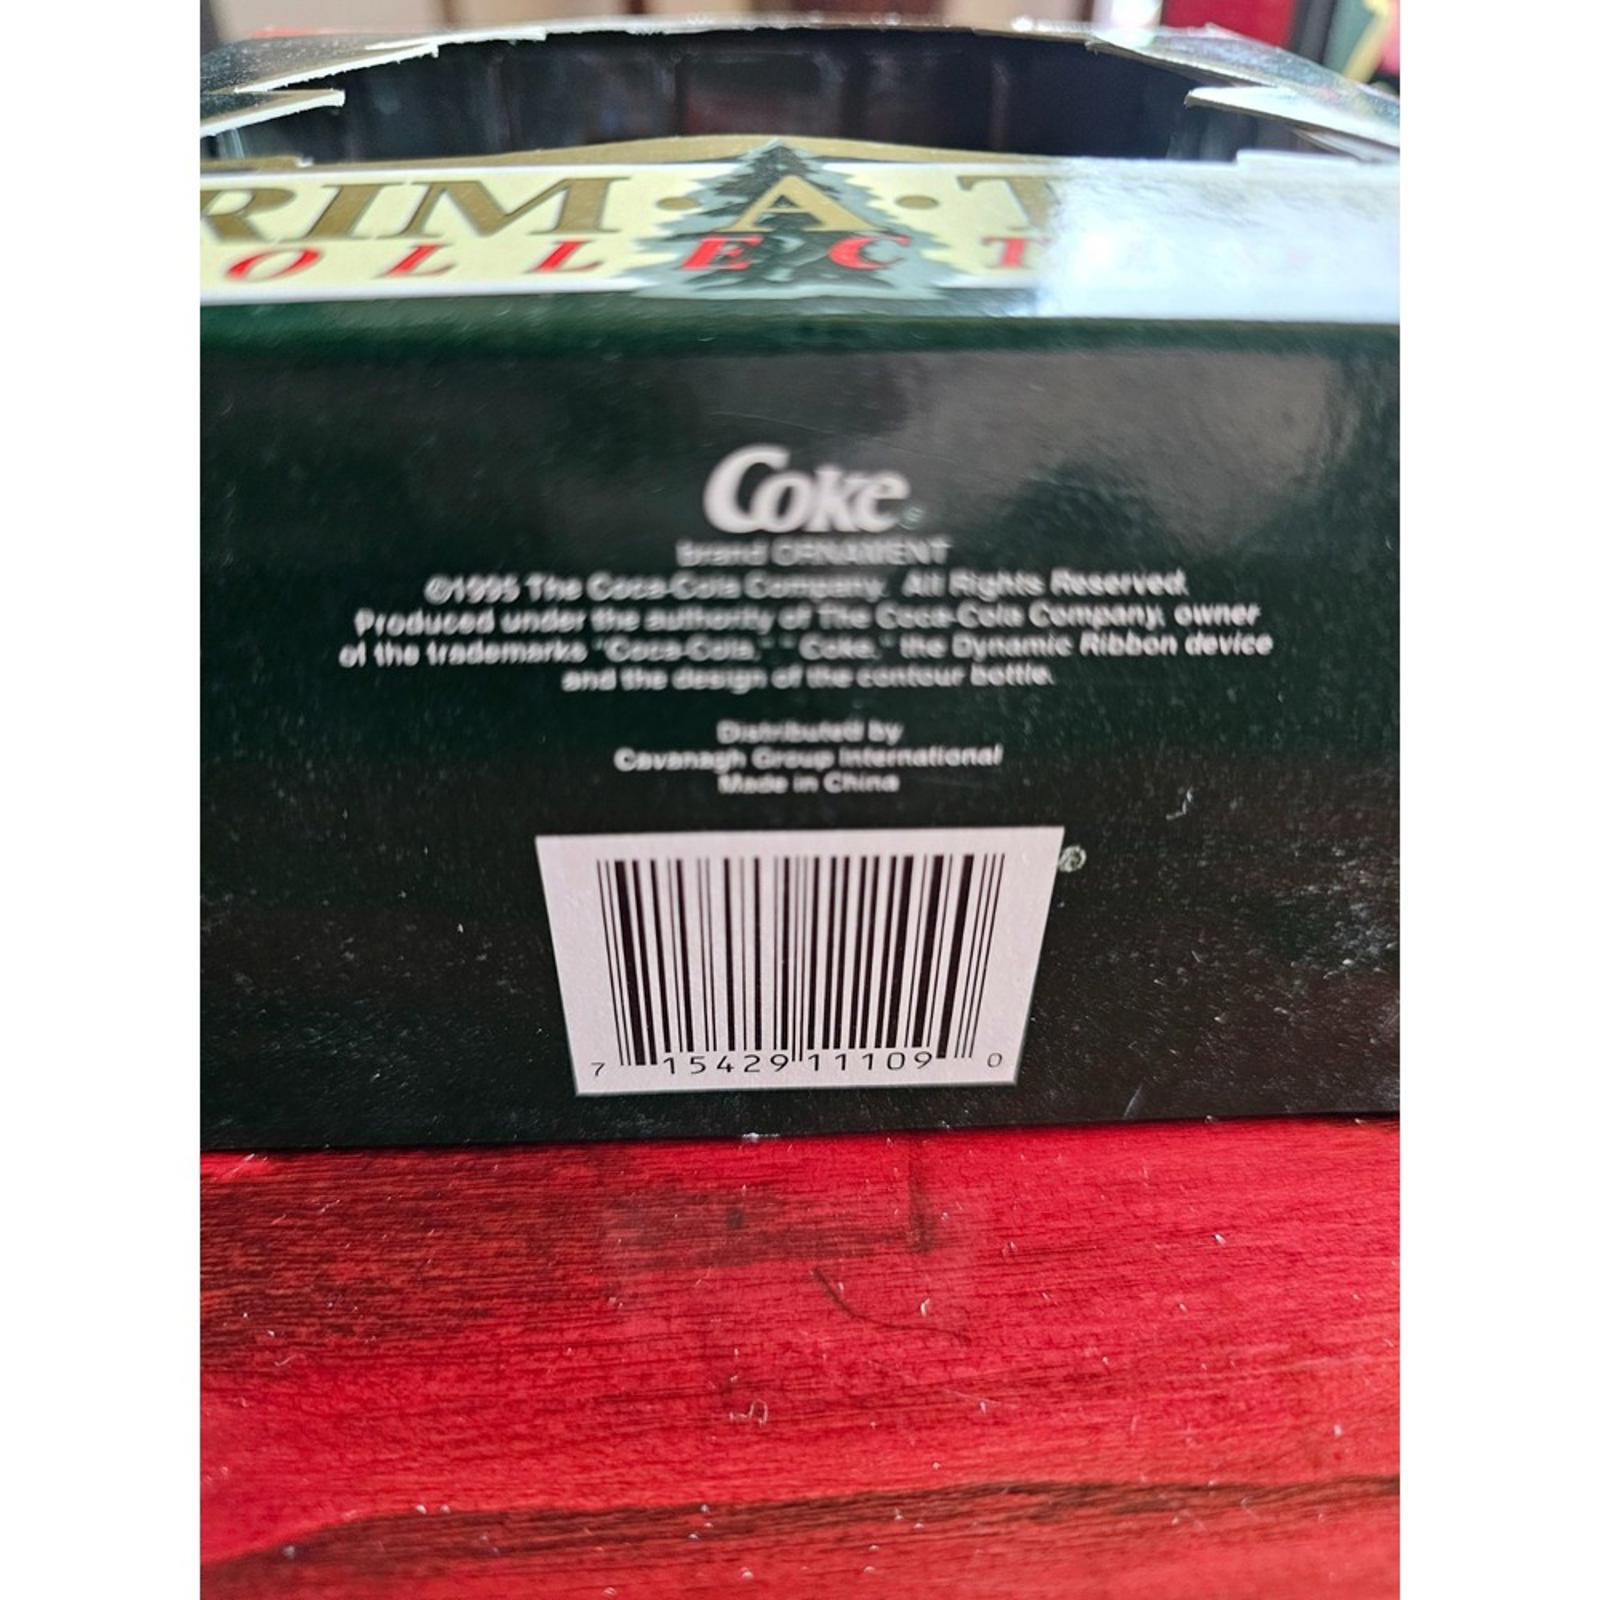 RIM • A • T
OLLECT
Coke®
brand ORNAMENT
©1995 The Coca-Cola Company. All Rights Reserved.
Produced under the authority of The Coca-Cola Company, owner
of the trademarks "Coca-Cola," "Coke," the Dynamic Ribbon device
and the design of the contour bottle.
Distributed by
Cavanagh Group International
Made in China
7 15429 11109 0